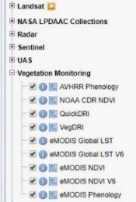 Landsat
NASA LPDAAC Collections
Radar
Sentinel
UAS
Vegetation Monitoring
AVHRR Phenology
NOAA CDR NDVI
QuickDRI
VegDRI
eMODIS Global LST
eMODIS Global LST V6
eMODIS NDVI
eMODIS NDVI V6
eMODIS Phenology